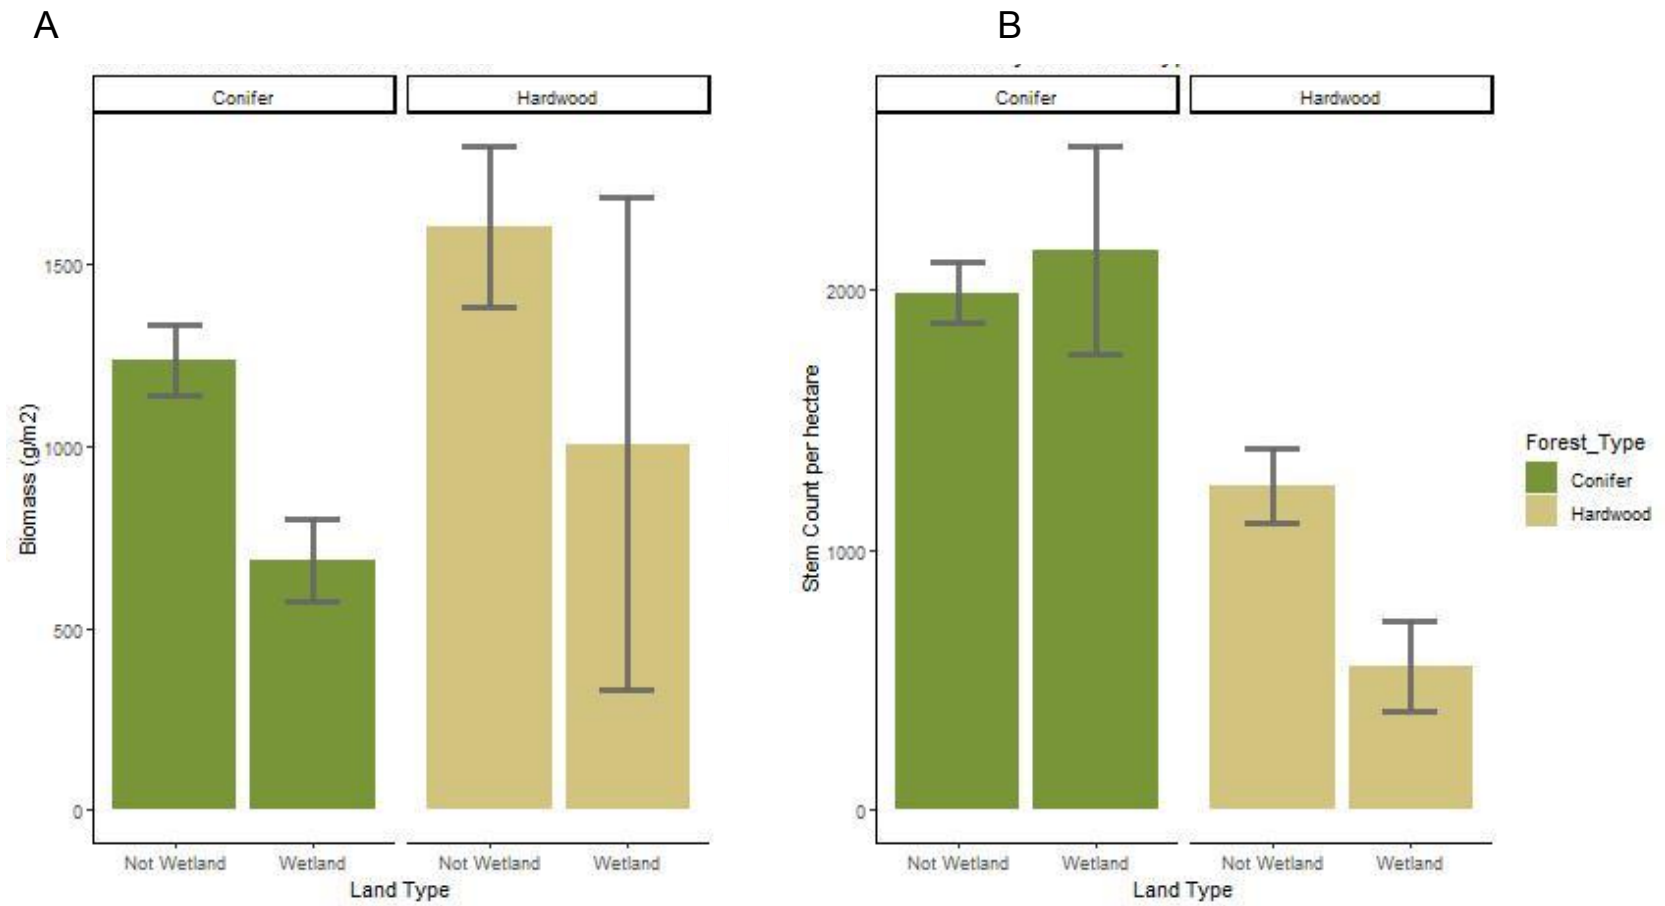 A
B
Conifer Hardwood
Conifer Hardwood
Biomass (g/m2)
1500
1000
500
0
Not Wetland Wetland Not Wetland Wetland
Land Type
Stem Count per hectare
2000
1000
0
Not Wetland Wetland Not Wetland Wetland
Land Type
Forest_Type
Conifer
Hardwood